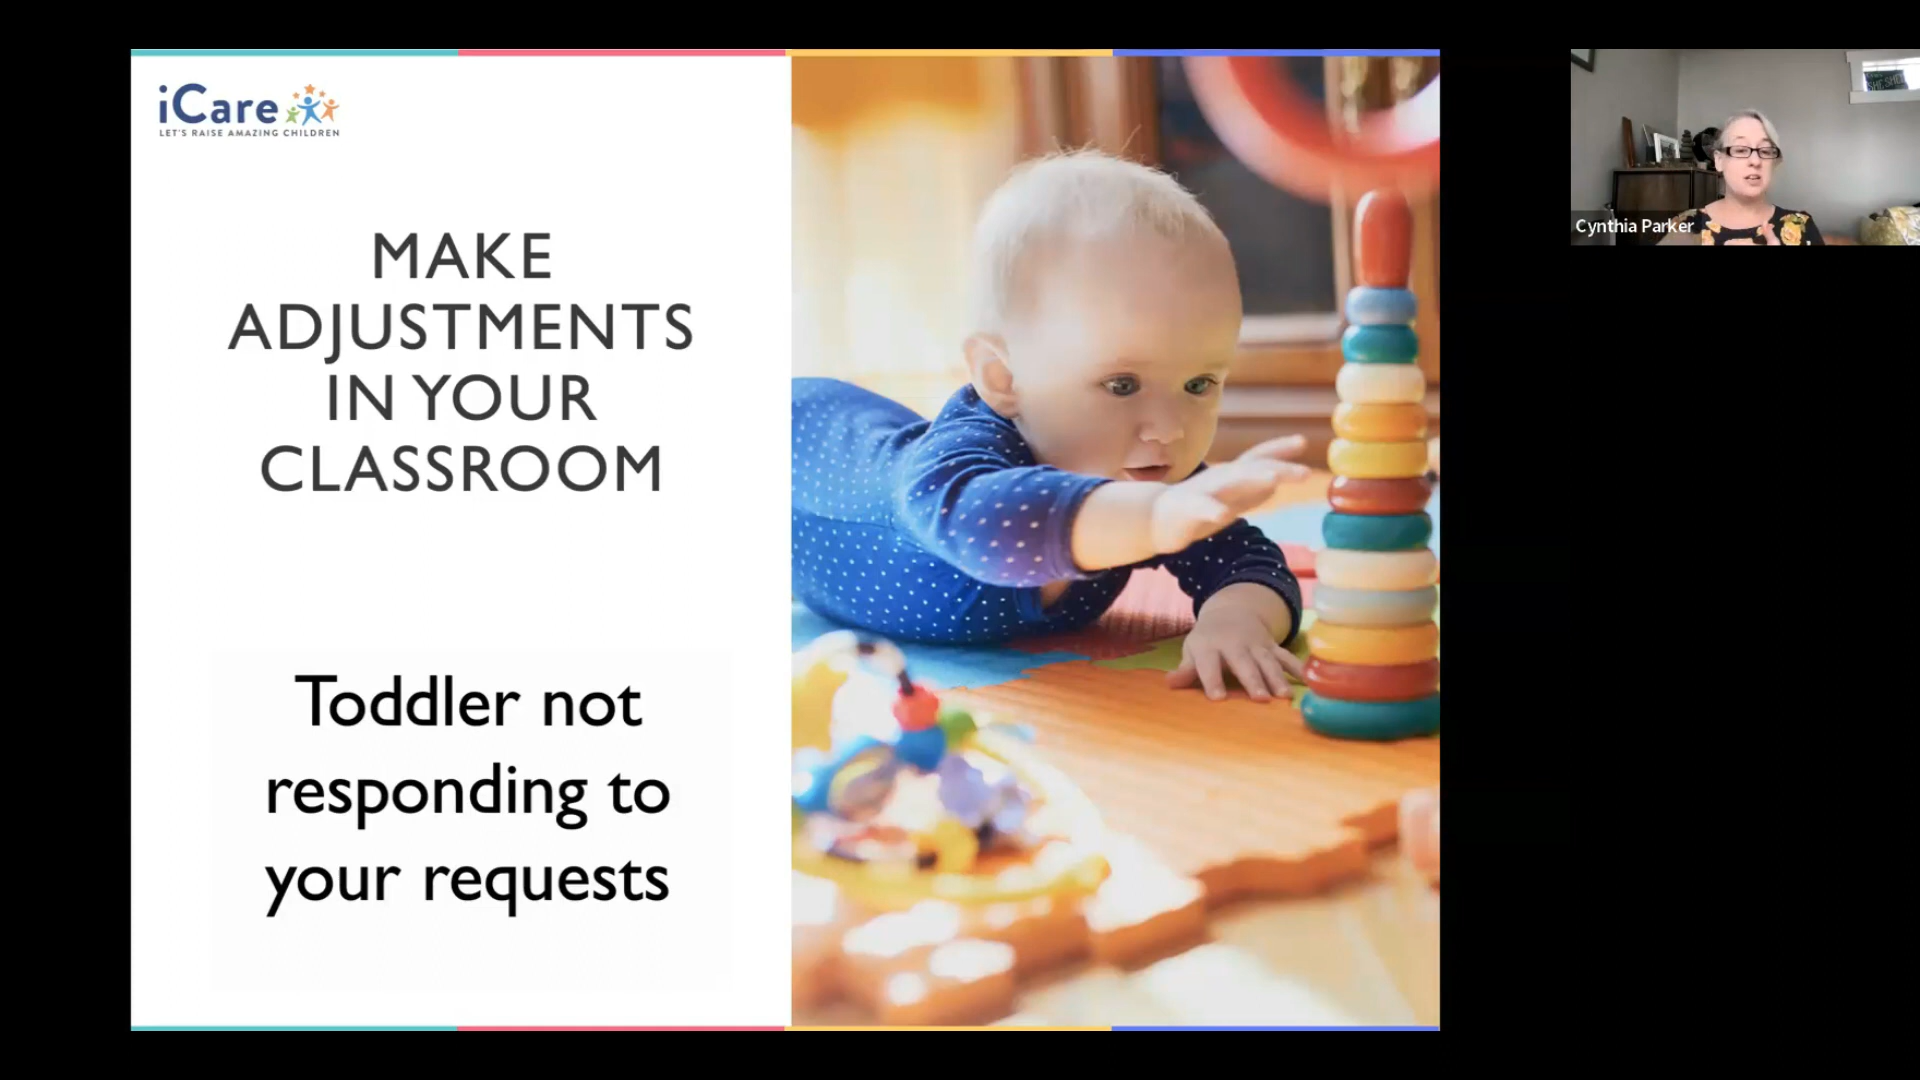 iCare
LET'S RAISE AMAZING CHILDREN
MAKE
ADJUSTMENTS
IN YOUR
CLASSROOM
Toddler not
responding to
your requests
Cynthia Parker